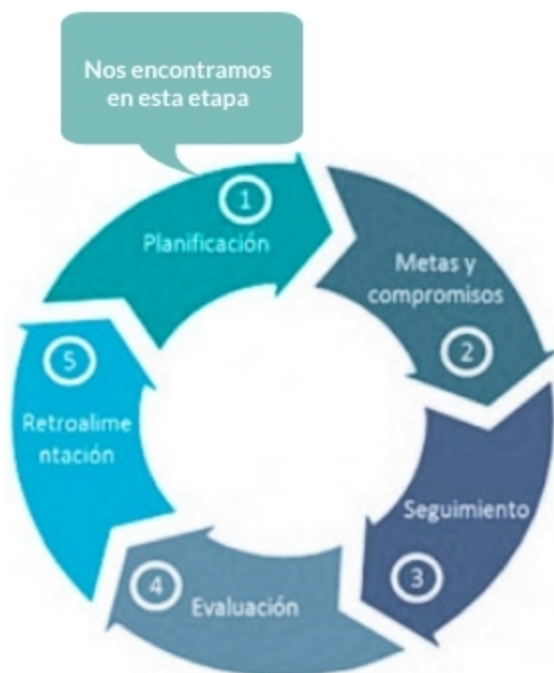 Nos encontramos
en esta etapa
1
Planificación
Metas y
compromisos
2
Seguimiento
3
4
Evaluación
5
Retroalime
ntación